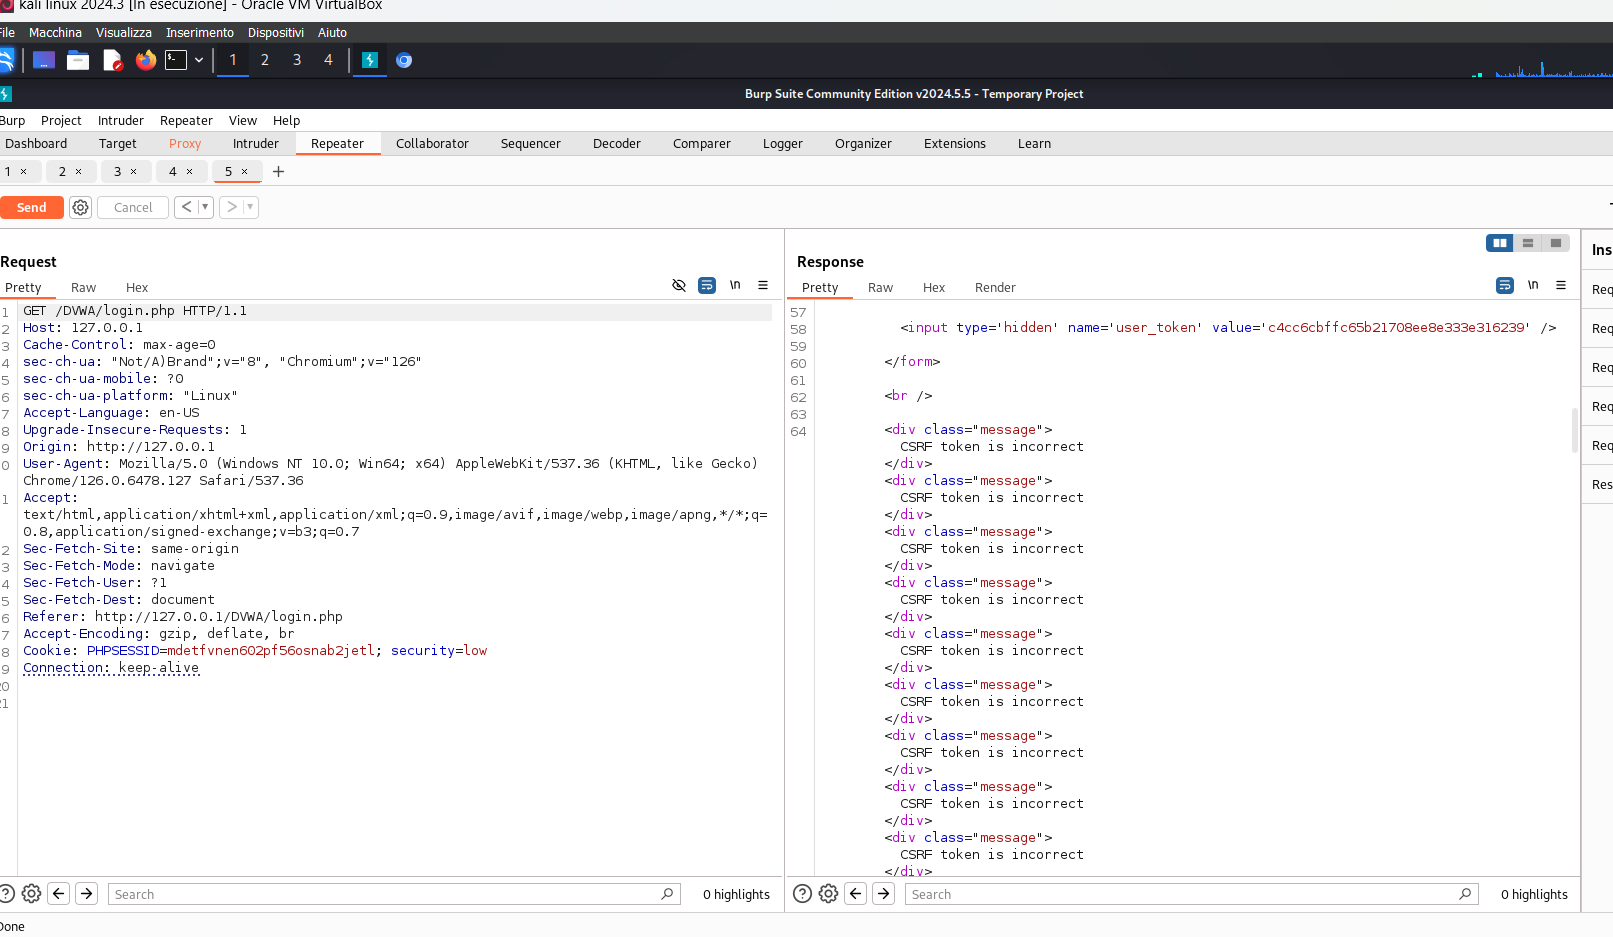 kali linux 2024.3 [In esecuzione] - Oracle VM VirtualBox
File Macchina Visualizza Inserimento Dispositivi Aiuto
1 2 3 4
Burp Suite Community Edition v2024.5.5 - Temporary Project
Burp Project Intruder Repeater View Help
Dashboard Target Proxy Intruder Repeater Collaborator Sequencer Decoder Comparer Logger Organizer Extensions Learn
1 × 2 × 3 × 4 × 5 × +
Send Cancel < >
Request
Pretty Raw Hex
\n
1 GET /DVWA/login.php HTTP/1.1
2 Host: 127.0.0.1
3 Cache-Control: max-age=0
4 sec-ch-ua: "Not/A)Brand";v="8", "Chromium";v="126"
5 sec-ch-ua-mobile: ?0
6 sec-ch-ua-platform: "Linux"
7 Accept-Language: en-US
8 Upgrade-Insecure-Requests: 1
9 Origin: http://127.0.0.1
0 User-Agent: Mozilla/5.0 (Windows NT 10.0; Win64; x64) AppleWebKit/537.36 (KHTML, like Gecko)
Chrome/126.0.6478.127 Safari/537.36
1 Accept:
text/html,application/xhtml+xml,application/xml;q=0.9,image/avif,image/webp,image/apng,*/*;q=
0.8,application/signed-exchange;v=b3;q=0.7
2 Sec-Fetch-Site: same-origin
3 Sec-Fetch-Mode: navigate
4 Sec-Fetch-User: ?1
5 Sec-Fetch-Dest: document
6 Referer: http://127.0.0.1/DVWA/login.php
7 Accept-Encoding: gzip, deflate, br
8 Cookie: PHPSESSID=mdetfvnen602pf56osnab2jetl; security=low
9 Connection: keep-alive
20
21
Search
0 highlights
Response
Pretty Raw Hex Render
\n
57
58 <input type='hidden' name='user_token' value='c4cc6cbffc65b21708ee8e333e316239' />
59
60 </form>
61
62 <br />
63
64 <div class="message">
CSRF token is incorrect
</div>
<div class="message">
CSRF token is incorrect
</div>
<div class="message">
CSRF token is incorrect
</div>
<div class="message">
CSRF token is incorrect
</div>
<div class="message">
CSRF token is incorrect
</div>
<div class="message">
CSRF token is incorrect
</div>
<div class="message">
CSRF token is incorrect
</div>
<div class="message">
CSRF token is incorrect
</div>
<div class="message">
CSRF token is incorrect
</div>
Search
0 highlights
Ins
Req
Req
Req
Req
Req
Res
Done